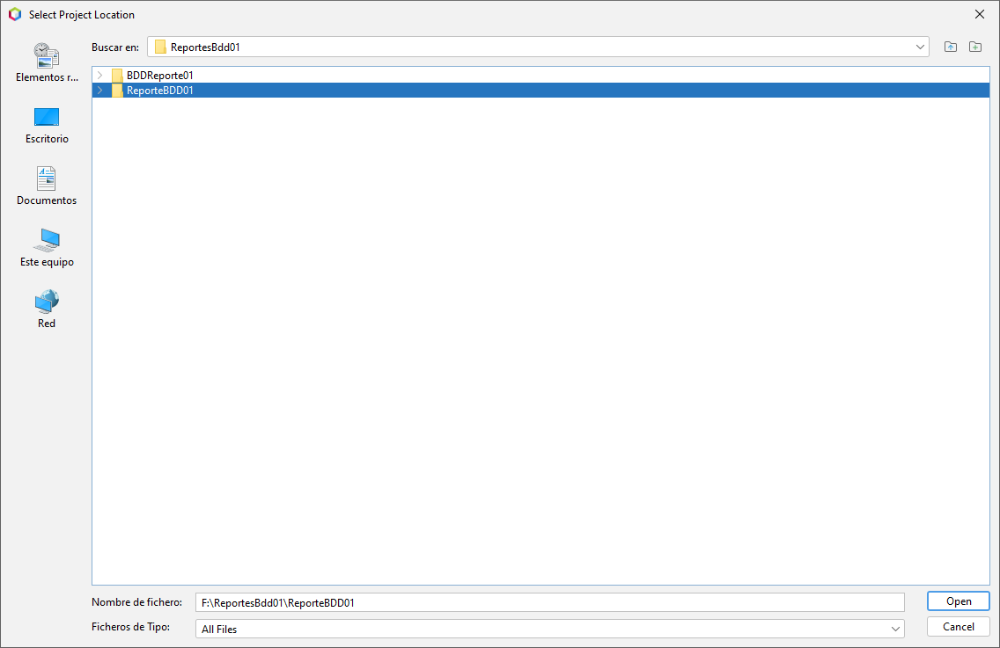 Select Project Location
Buscar en: ReportesBdd01
Elementos r...
Escritorio
Documentos
Este equipo
Red
BDDReporte01
ReporteBDD01
Nombre de fichero: F:\ReportesBdd01\ReporteBDD01 Open
Ficheros de Tipo: All Files Cancel